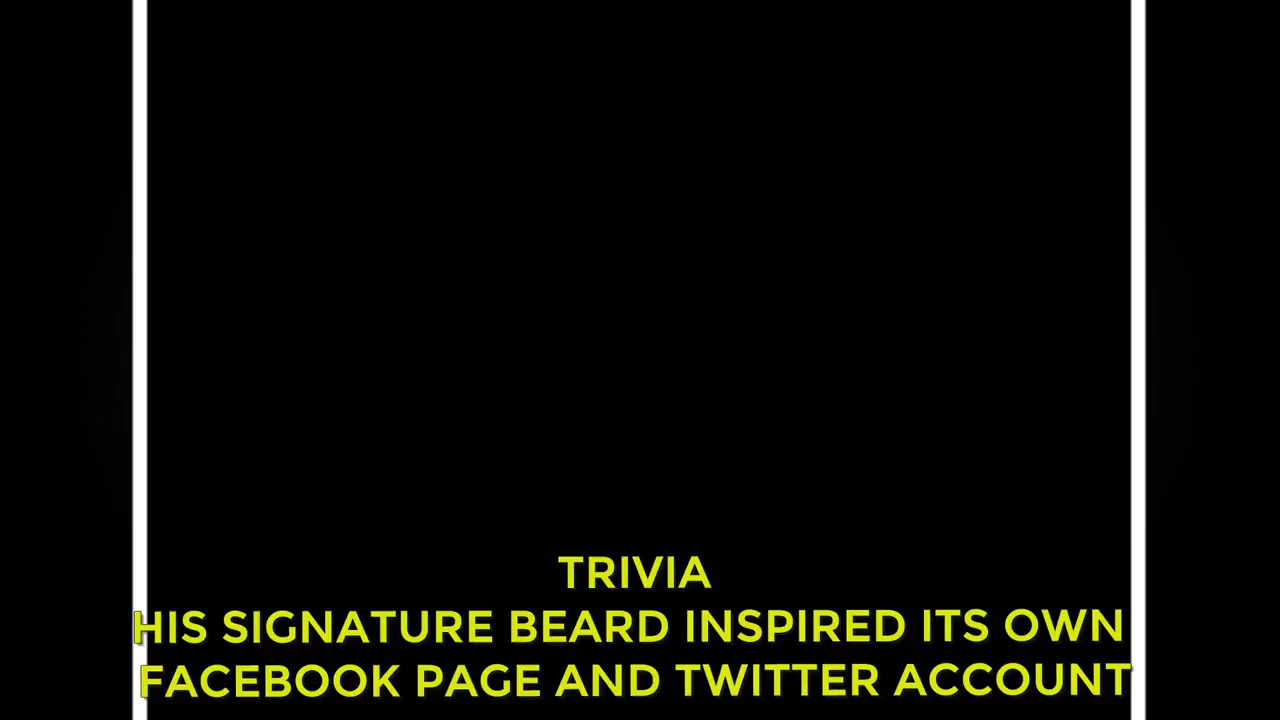 TRIVIA
HIS SIGNATURE BEARD INSPIRED ITS OWN
FACEBOOK PAGE AND TWITTER ACCOUNT